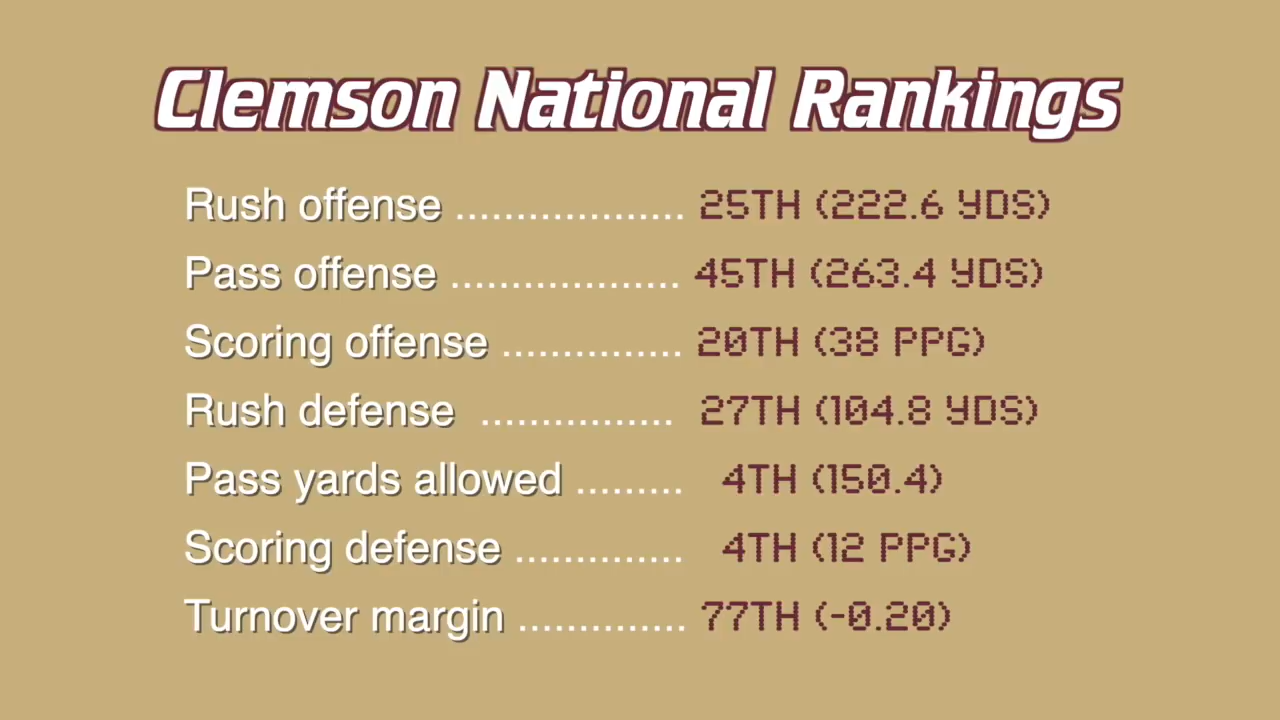 Clemson National Rankings
Rush offense ................... 25TH (222.6 YDS)
Pass offense ................... 45TH (263.4 YDS)
Scoring offense ............... 20TH (38 PPG)
Rush defense ................ 27TH (104.8 YDS)
Pass yards allowed ......... 4TH (150.4)
Scoring defense .............. 4TH (12 PPG)
Turnover margin .............. 77TH (-0.20)